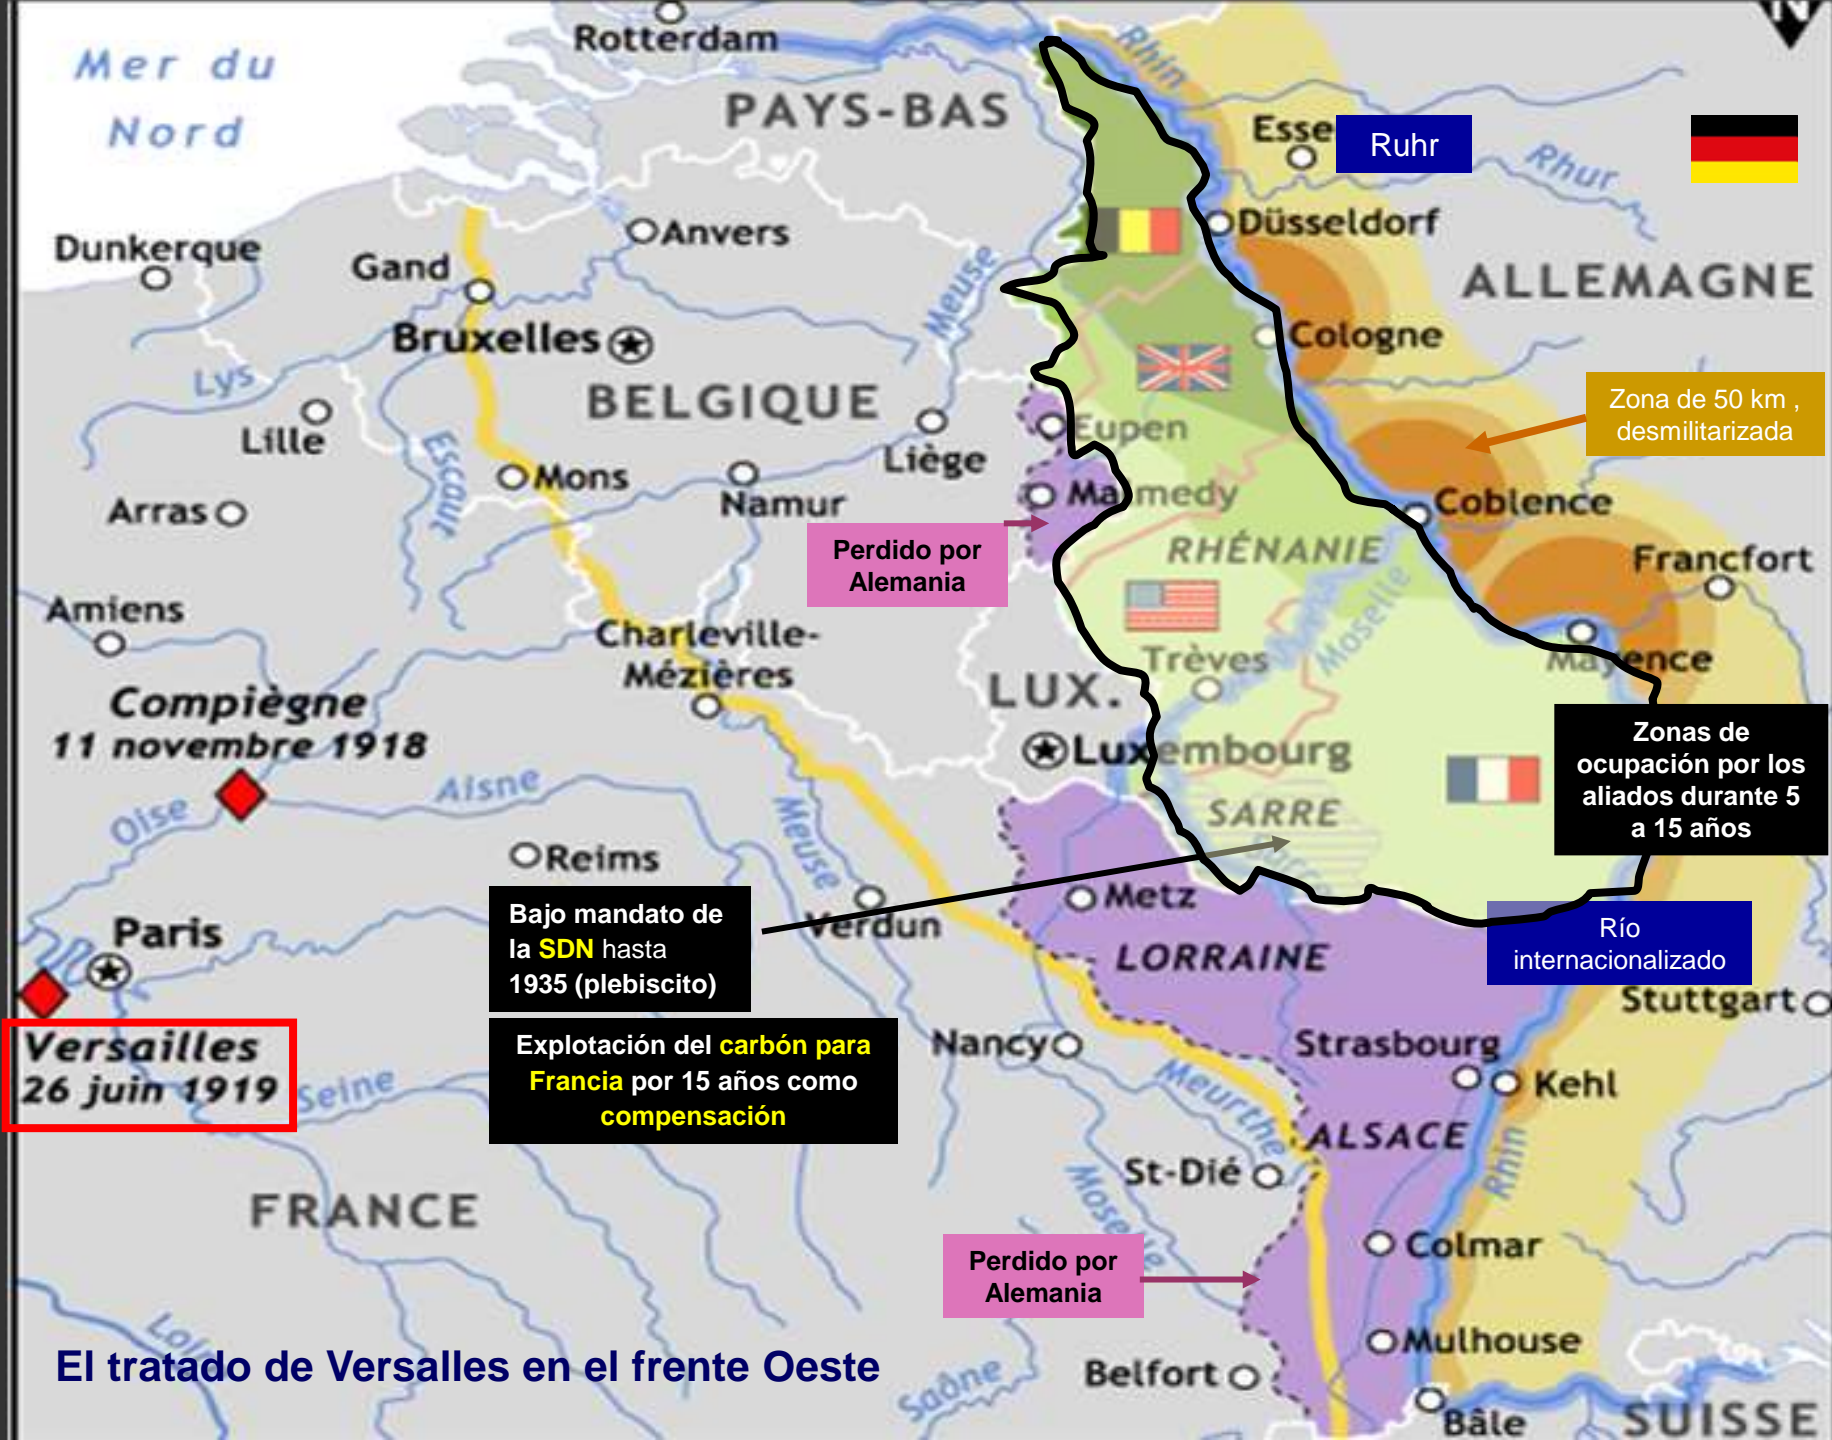 N
Rotterdam
Mer du
Nord
Rhin
PAYS-BAS
Esse
Ruhr
Rhur
Dunkerque
Anvers
Düsseldorf
Gand
Meuse
ALLEMAGNE
Bruxelles
Cologne
Lys
BELGIQUE
Zona de 50 km ,
desmilitarizada
Lille
Escaut
Eupen
Liège
Mons
Namur
Malmedy
Coblence
Arras
Perdido por
Alemania
RHÉNANIE
Francfort
Amiens
Charleville-
Mézières
Moselle
Trèves
Mayence
LUX.
Compiègne
11 novembre 1918
Luxembourg
Zonas de
ocupación por los
aliados durante 5
a 15 años
Aisne
Oise
Meuse
SARRE
Reims
Metz
Verdun
Bajo mandato de
la SDN hasta
1935 (plebiscito)
Paris
LORRAINE
Río
internacionalizado
Stuttgart
Versailles
26 juin 1919
Seine
Explotación del carbón para
Francia por 15 años como
compensación
Nancy
Strasbourg
Kehl
Meurthe
ALSACE
Rhin
St-Dié
Moselle
FRANCE
Colmar
Perdido por
Alemania
Mulhouse
El tratado de Versalles en el frente Oeste
Belfort
Saône
Bâle
SUISSE